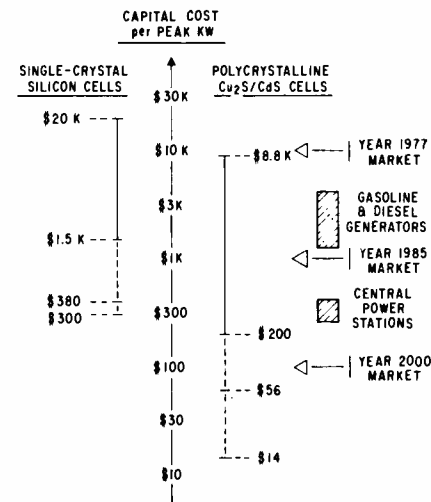 CAPITAL COST
per PEAK KW
SINGLE-CRYSTAL
SILICON CELLS
POLYCRYSTALLINE
Cu2S/CdS CELLS
$30K
$20 K
$10 K
$8.8K
YEAR 1977
MARKET
$3K
GASOLINE
& DIESEL
GENERATORS
$1.5 K
$1K
YEAR 1985
MARKET
$380
$300
$300
CENTRAL
POWER
STATIONS
$200
$100
YEAR 2000
MARKET
$56
$30
$14
$10